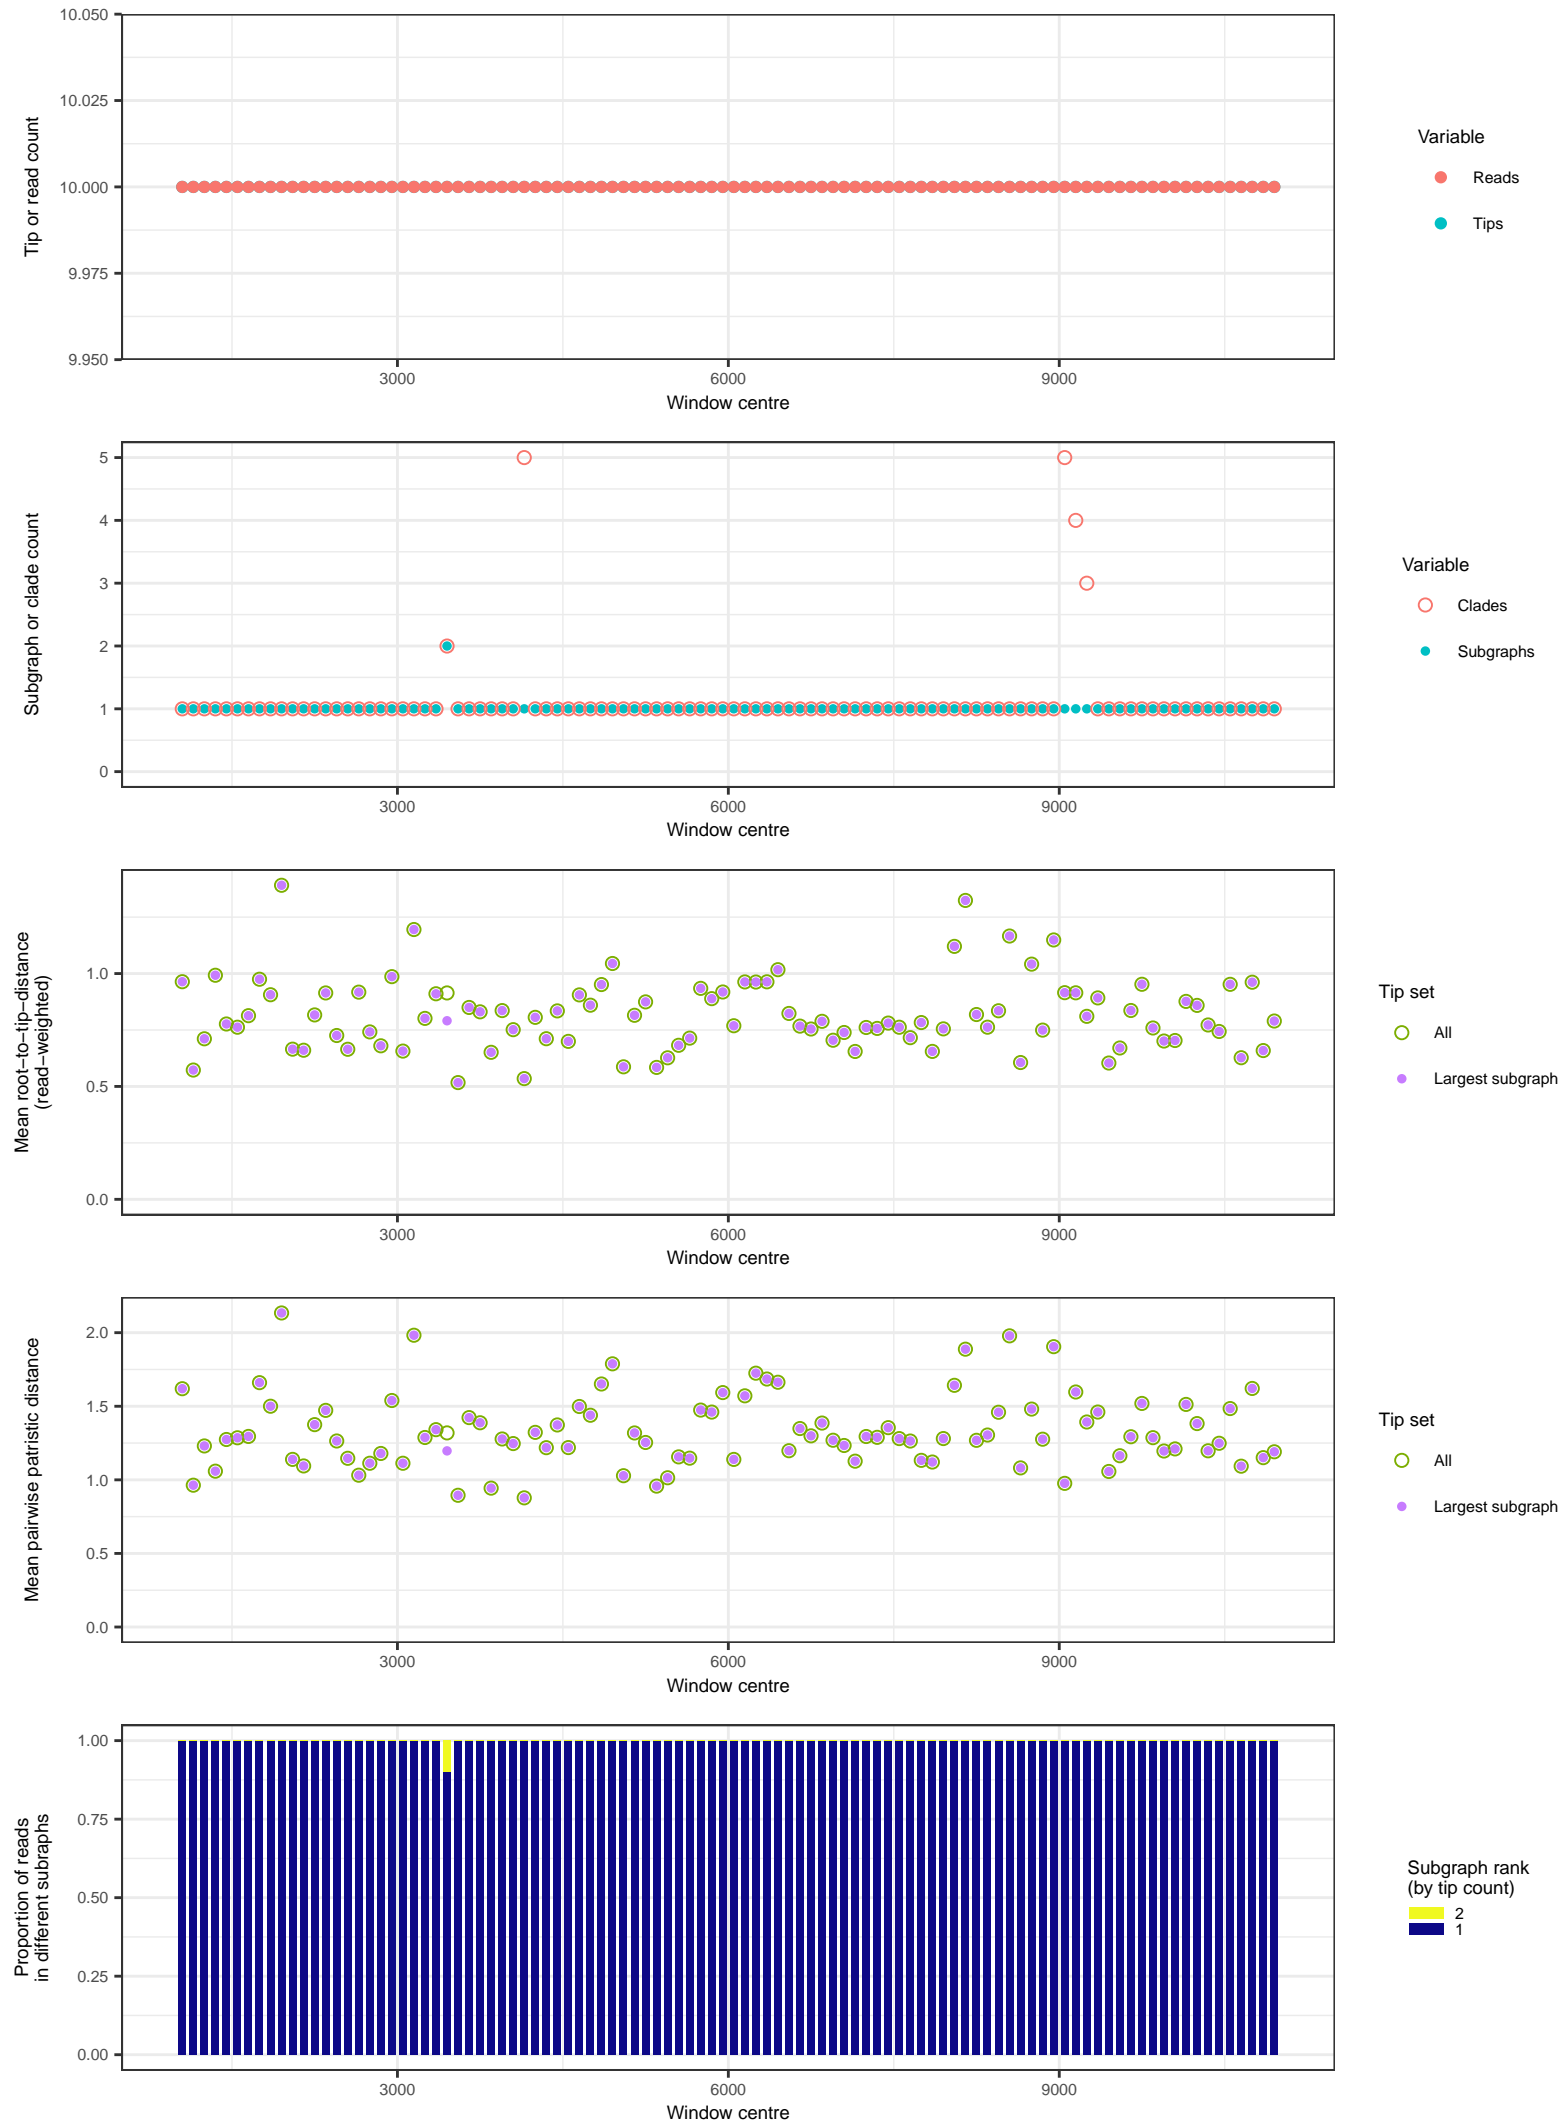 10.050
10.025
10.000
9.975
9.950
Tip or read count
3000
6000
9000
Window centre
Variable
Reads
Tips
5
4
3
2
1
0
Subgraph or clade count
3000
6000
9000
Window centre
Variable
Clades
Subgraphs
1.0
0.5
0.0
Mean root−to−tip−distance
(read−weighted)
3000
6000
9000
Window centre
Tip set
All
Largest subgraph
2.0
1.5
1.0
0.5
0.0
Mean pairwise patristic distance
3000
6000
9000
Window centre
Tip set
All
Largest subgraph
1.00
0.75
0.50
0.25
0.00
Proportion of reads
in different subraphs
3000
6000
9000
Window centre
Subgraph rank
(by tip count)
2
1